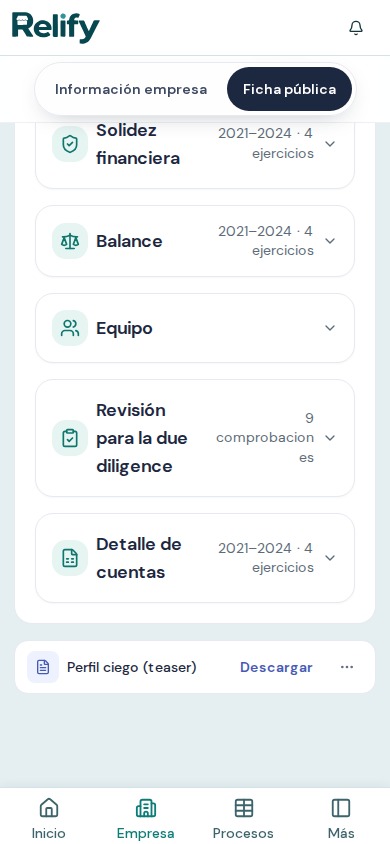 Relify
Información empresa
Ficha pública
Solidez
financiera
2021–2024 · 4
ejercicios
Balance
2021–2024 · 4
ejercicios
Equipo
Revisión
para la due
diligence
9
comprobacion
es
Detalle de
cuentas
2021–2024 · 4
ejercicios
Perfil ciego (teaser)
Descargar
Inicio
Empresa
Procesos
Más